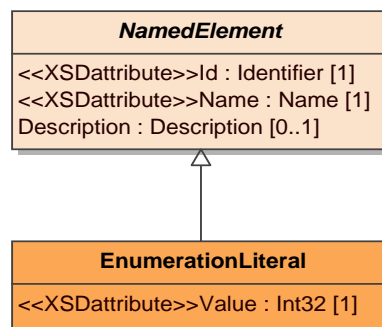 NamedElement
<<XSDattribute>>Id : Identifier [1]
<<XSDattribute>>Name : Name [1]
Description : Description [0..1]
EnumerationLiteral
<<XSDattribute>>Value : Int32 [1]